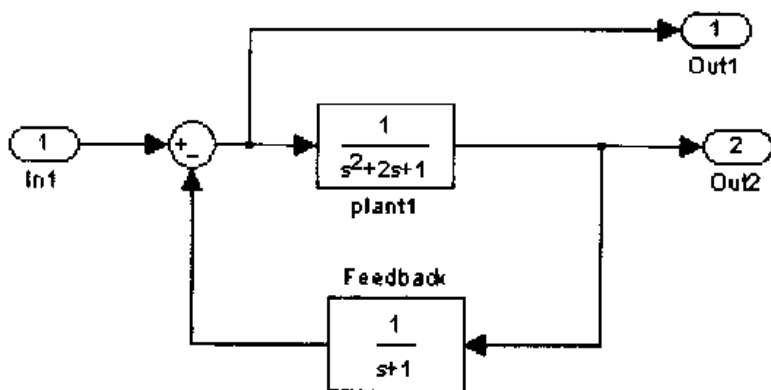 1
Out1
1
In1
+
−
1
s²+2s+1
plant1
2
Out2
Feedback
1
s+1